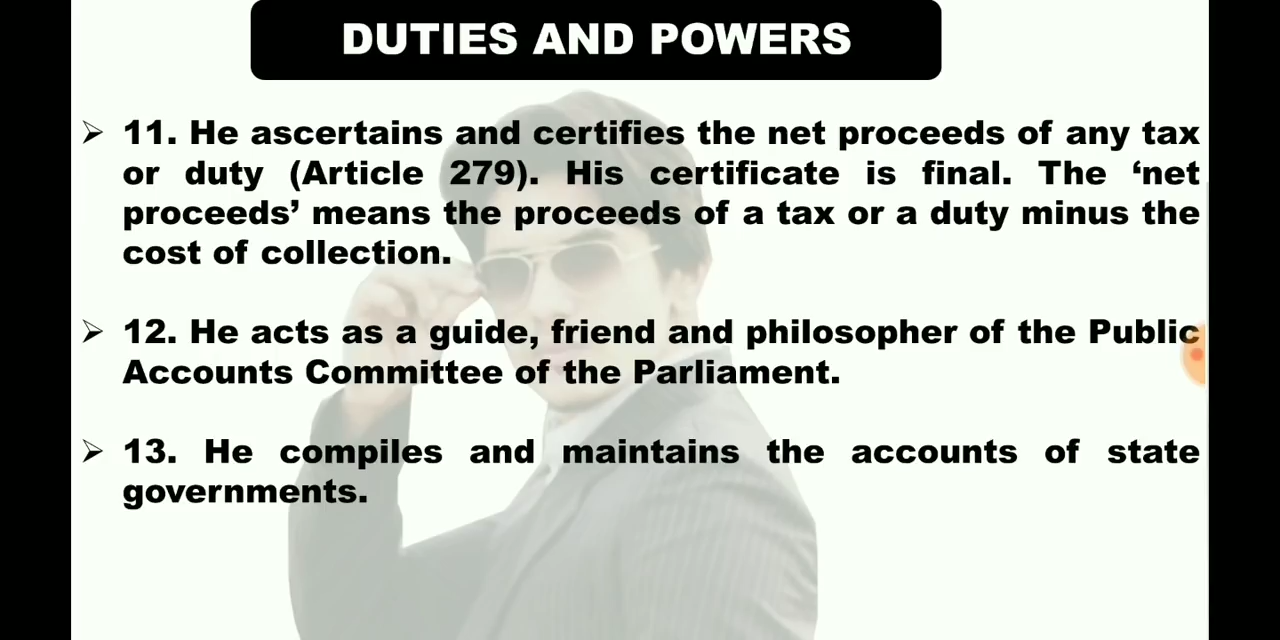 DUTIES AND POWERS
➢ 11. He ascertains and certifies the net proceeds of any tax
or duty (Article 279). His certificate is final. The ‘net
proceeds’ means the proceeds of a tax or a duty minus the
cost of collection.
➢ 12. He acts as a guide, friend and philosopher of the Public
Accounts Committee of the Parliament.
➢ 13. He compiles and maintains the accounts of state
governments.